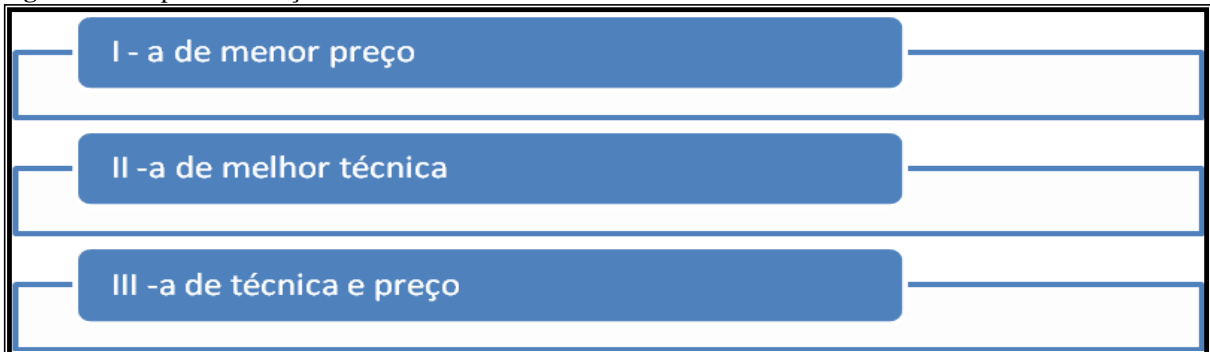 I - a de menor preço
II -a de melhor técnica
III -a de técnica e preço